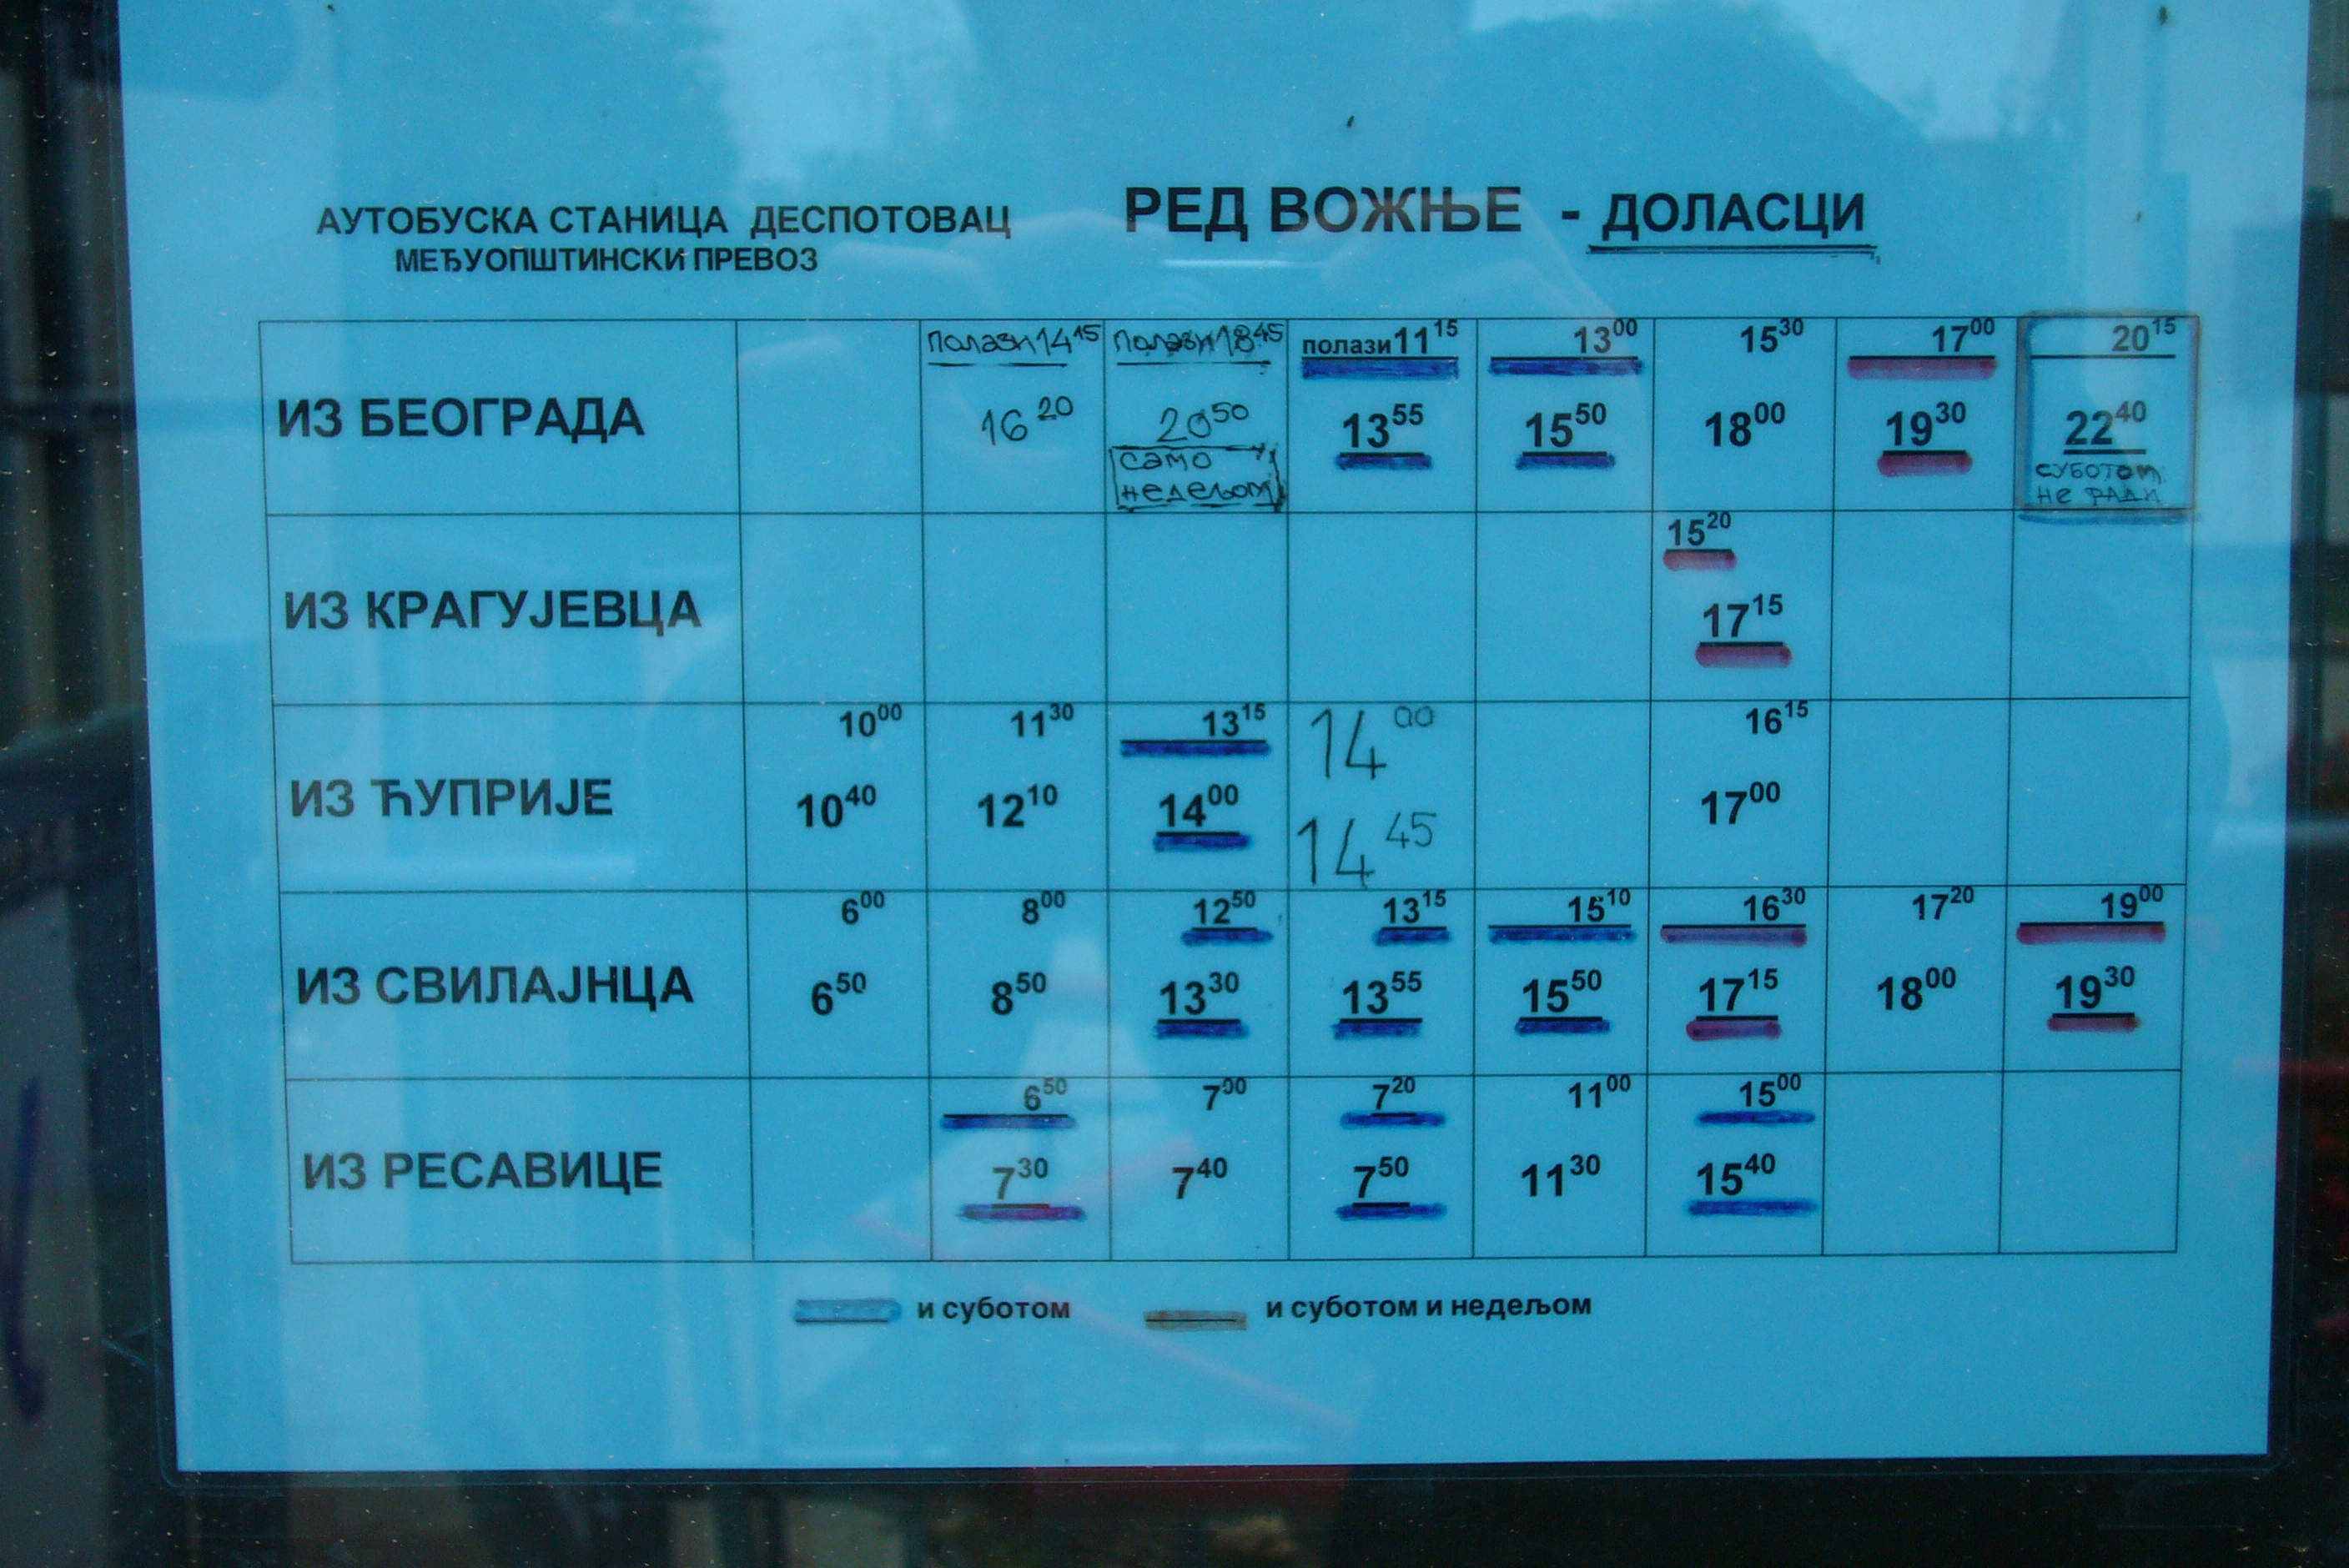 АУТОБУСКА СТАНИЦА ДЕСПОТОВАЦ РЕД ВОЖЊЕ - ДОЛАСЦИ
МЕЂУОПШТИНСКИ ПРЕВОЗ
полази 14 15 полази 18 45 полази 11 15 13 00 15 30 17 00 20 15
ИЗ БЕОГРАДА 16 20 20 50 13 55 15 50 18 00 19 30 22 40
само недељом суботом не ради
15 20
ИЗ КРАГУЈЕВЦА 17 15
10 00 11 30 13 15 14 00 16 15
ИЗ ЋУПРИЈЕ 10 40 12 10 14 00 14 45 17 00
6 00 8 00 12 50 13 15 15 10 16 30 17 20 19 00
ИЗ СВИЛАЈНЦА 6 50 8 50 13 30 13 55 15 50 17 15 18 00 19 30
6 50 7 00 7 20 11 00 15 00
ИЗ РЕСАВИЦЕ 7 30 7 40 7 50 11 30 15 40
и суботом и суботом и недељом